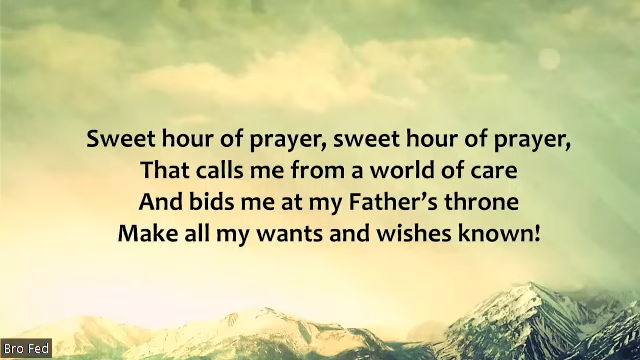 Sweet hour of prayer, sweet hour of prayer,
That calls me from a world of care
And bids me at my Father’s throne
Make all my wants and wishes known!
Bro Fed